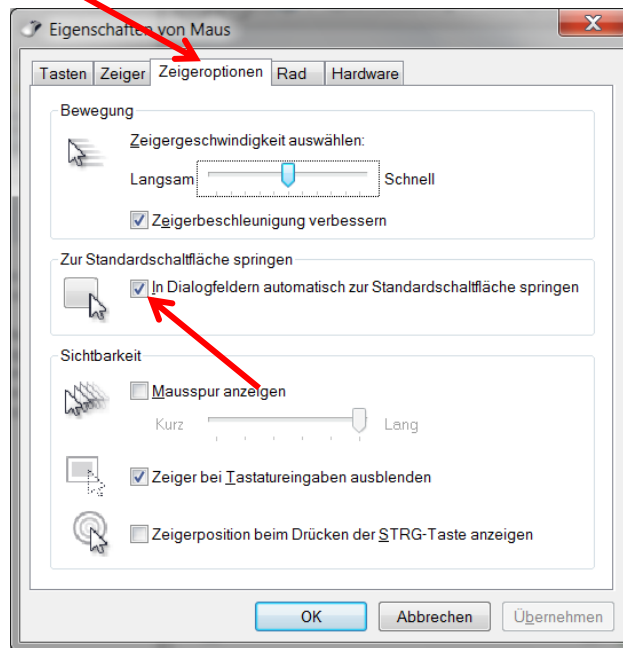 Eigenschaften von Maus
Tasten Zeiger Zeigeroptionen Rad Hardware
Bewegung
Zeigergeschwindigkeit auswählen:
Langsam Schnell
Zeigerbeschleunigung verbessern
Zur Standardschaltfläche springen
In Dialogfeldern automatisch zur Standardschaltfläche springen
Sichtbarkeit
Mausspur anzeigen
Kurz Lang
Zeiger bei Tastatureingaben ausblenden
Zeigerposition beim Drücken der STRG-Taste anzeigen
OK Abbrechen Übernehmen